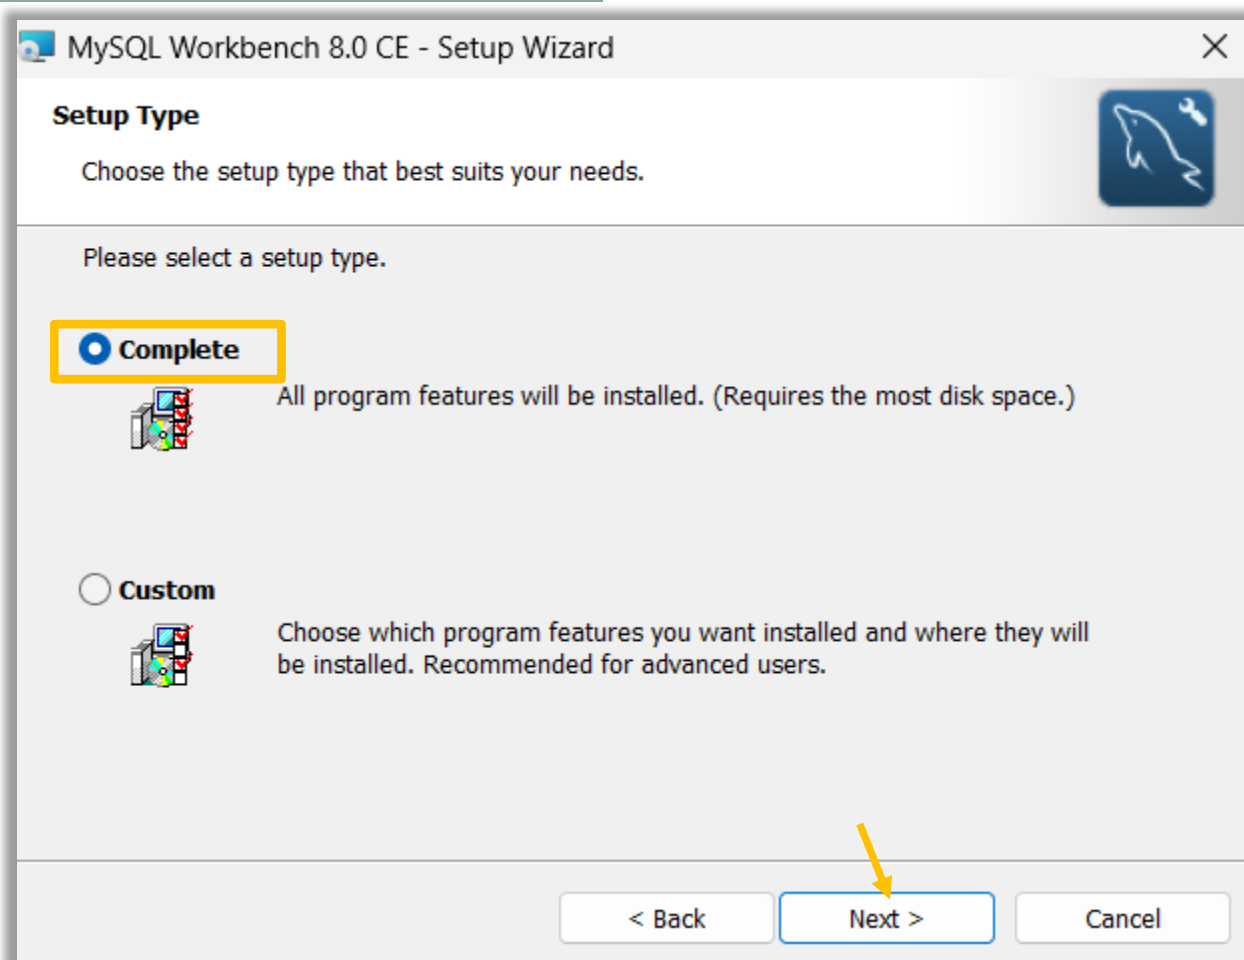 MySQL Workbench 8.0 CE - Setup Wizard
Setup Type
Choose the setup type that best suits your needs.
Please select a setup type.
Complete
All program features will be installed. (Requires the most disk space.)
Custom
Choose which program features you want installed and where they will
be installed. Recommended for advanced users.
< Back
Next >
Cancel